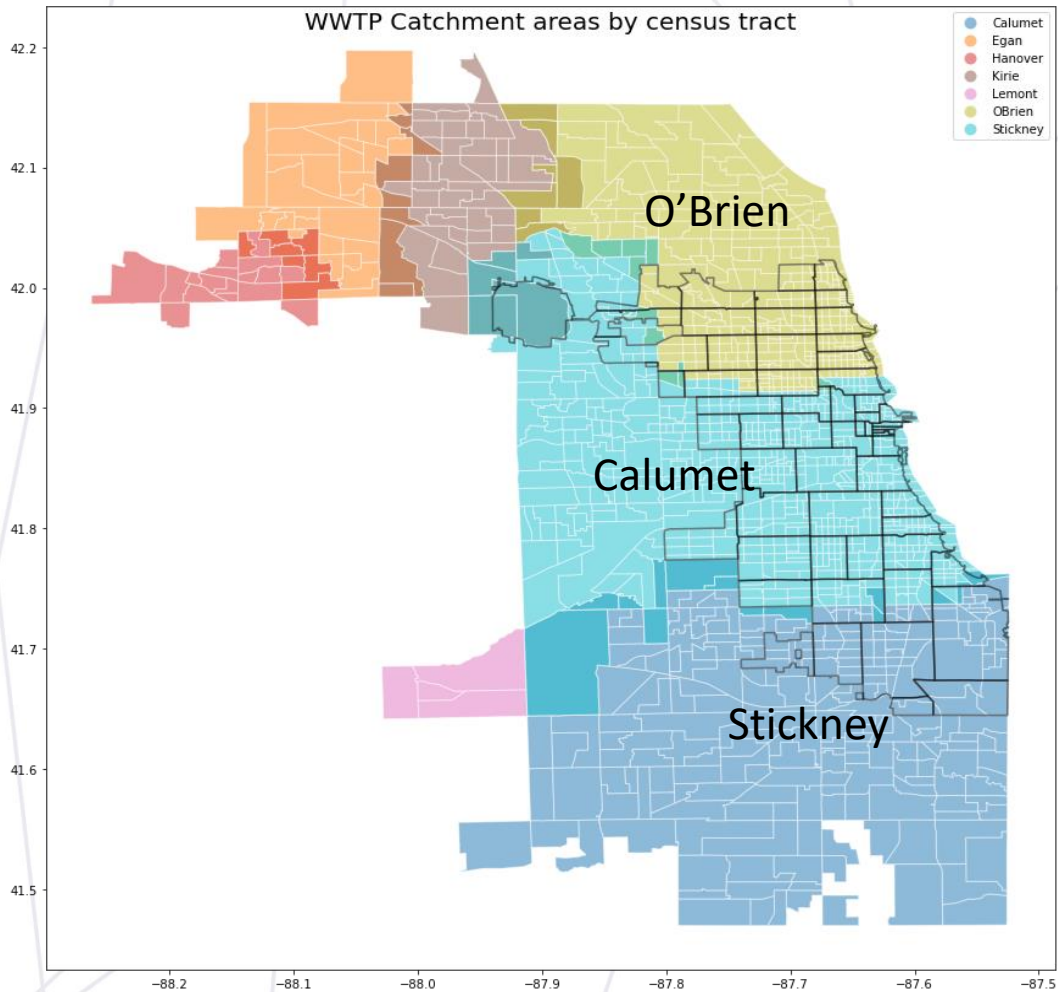 WWTP Catchment areas by census tract
Calumet
Egan
Hanover
Kirie
Lemont
OBrien
Stickney
42.2
42.1
42.0
41.9
41.8
41.7
41.6
41.5
O’Brien
Calumet
Stickney
−88.2
−88.1
−88.0
−87.9
−87.8
−87.7
−87.6
−87.5